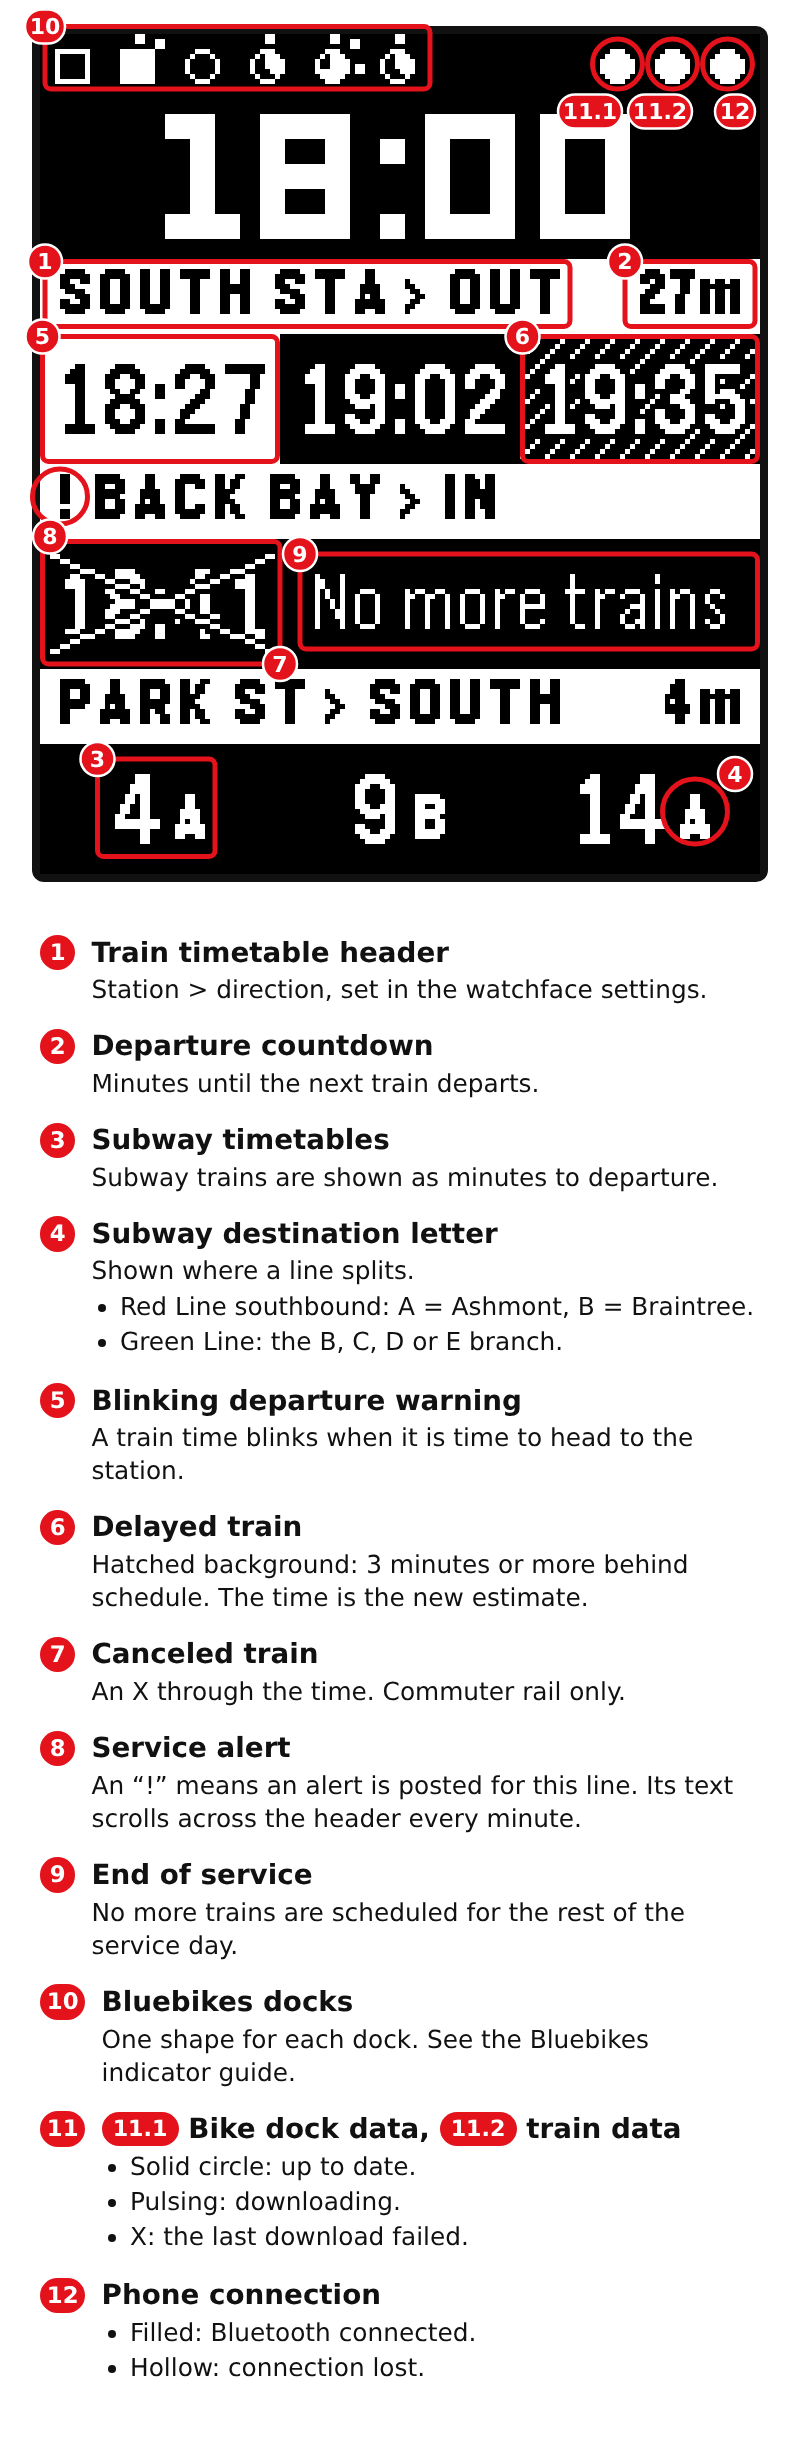 10
11.1 11.2 12
18:00
1 2
SOUTH STA > OUT 27m
5 6
18:27 19:02 19:35
! BACK BAY > IN
8 9
No more trains
7
PARK ST > SOUTH 4m
3 4
4 A 9 B 14 A
1 Train timetable header
Station > direction, set in the watchface settings.
2 Departure countdown
Minutes until the next train departs.
3 Subway timetables
Subway trains are shown as minutes to departure.
4 Subway destination letter
Shown where a line splits.
• Red Line southbound: A = Ashmont, B = Braintree.
• Green Line: the B, C, D or E branch.
5 Blinking departure warning
A train time blinks when it is time to head to the
station.
6 Delayed train
Hatched background: 3 minutes or more behind
schedule. The time is the new estimate.
7 Canceled train
An X through the time. Commuter rail only.
8 Service alert
An “!” means an alert is posted for this line. Its text
scrolls across the header every minute.
9 End of service
No more trains are scheduled for the rest of the
service day.
10 Bluebikes docks
One shape for each dock. See the Bluebikes
indicator guide.
11 11.1 Bike dock data, 11.2 train data
• Solid circle: up to date.
• Pulsing: downloading.
• X: the last download failed.
12 Phone connection
• Filled: Bluetooth connected.
• Hollow: connection lost.